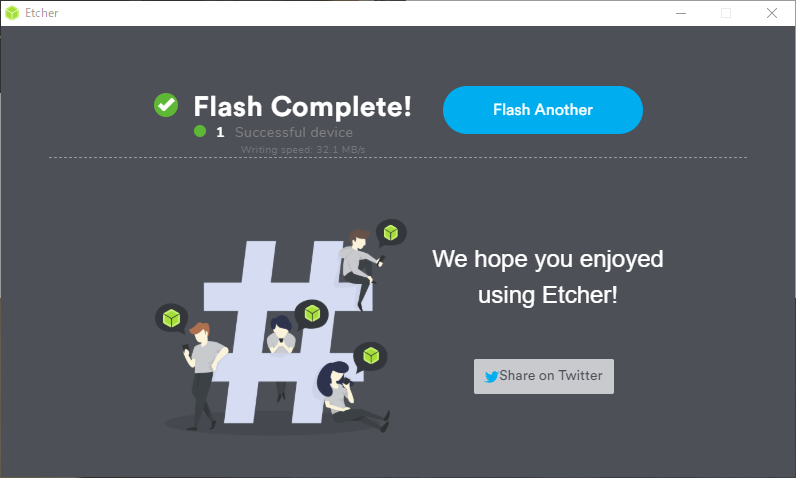 Etcher
Flash Complete!
Flash Another
1 Successful device
Writing speed: 32.1 MB/s
We hope you enjoyed
using Etcher!
Share on Twitter